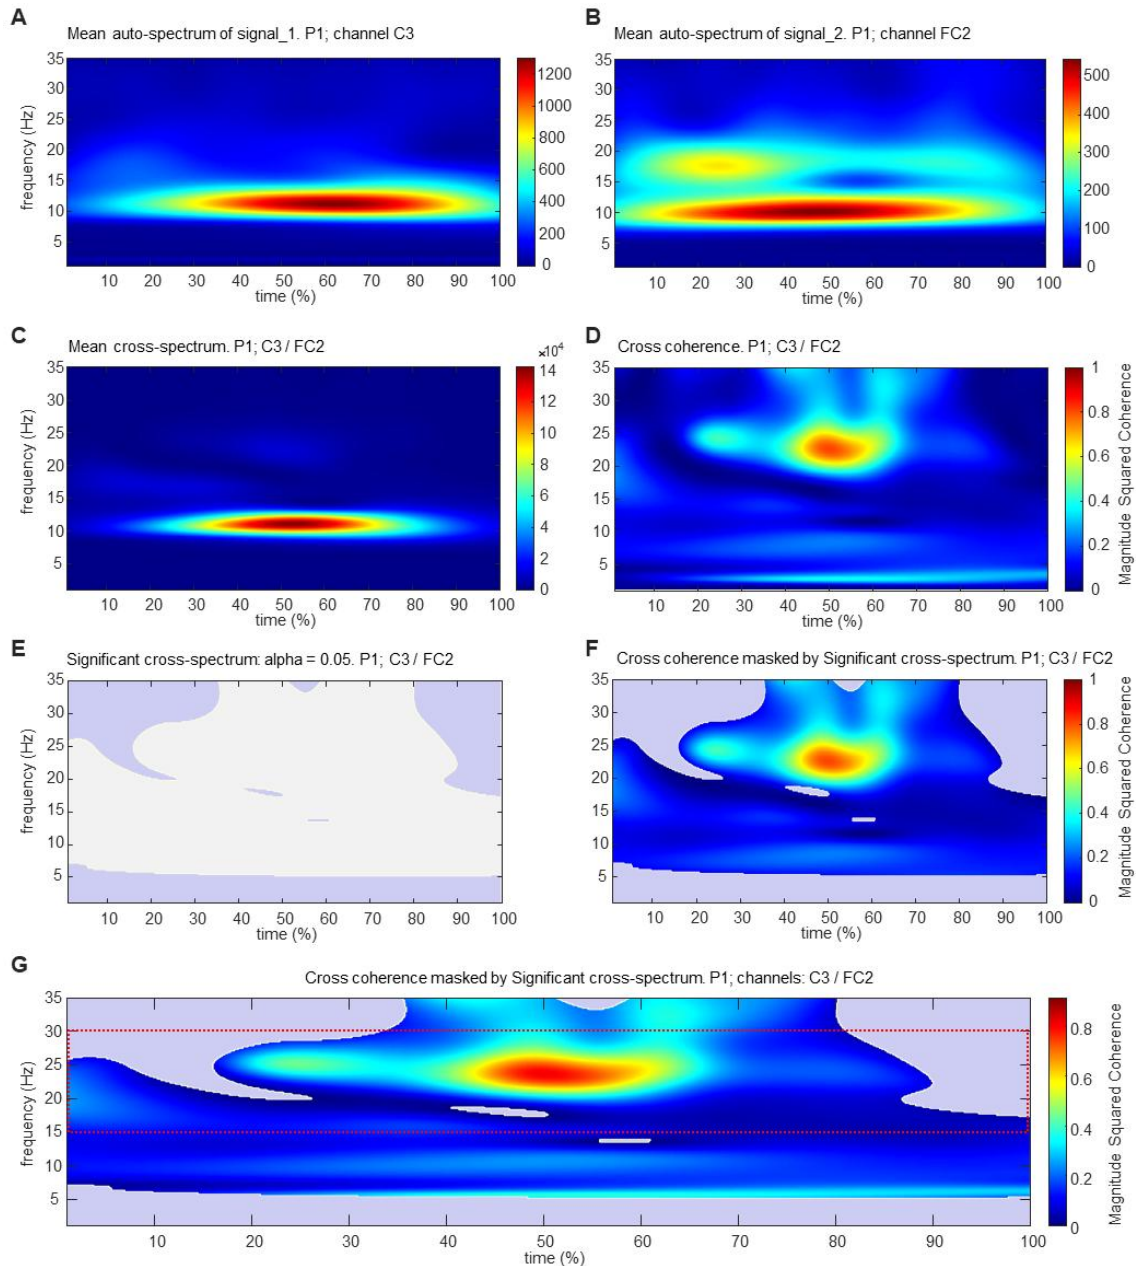 A
Mean auto-spectrum of signal_1. P1; channel C3
35
30
25
20
15
10
5
frequency (Hz)
10 20 30 40 50 60 70 80 90 100
time (%)
1200
1000
800
600
400
200
0
B
Mean auto-spectrum of signal_2. P1; channel FC2
35
30
25
20
15
10
5
10 20 30 40 50 60 70 80 90 100
time (%)
500
400
300
200
100
0
C
Mean cross-spectrum. P1; C3 / FC2
×10⁴
35
30
25
20
15
10
5
frequency (Hz)
10 20 30 40 50 60 70 80 90 100
time (%)
14
12
10
8
6
4
2
0
D
Cross coherence. P1; C3 / FC2
35
30
25
20
15
10
5
10 20 30 40 50 60 70 80 90 100
time (%)
1
0.8
0.6
0.4
0.2
0
Magnitude Squared Coherence
E
Significant cross-spectrum: alpha = 0.05. P1; C3 / FC2
35
30
25
20
15
10
5
frequency (Hz)
10 20 30 40 50 60 70 80 90 100
time (%)
F
Cross coherence masked by Significant cross-spectrum. P1; C3 / FC2
35
30
25
20
15
10
5
10 20 30 40 50 60 70 80 90 100
time (%)
1
0.8
0.6
0.4
0.2
0
Magnitude Squared Coherence
G
Cross coherence masked by Significant cross-spectrum. P1; channels: C3 / FC2
35
30
25
20
15
10
5
frequency (Hz)
10 20 30 40 50 60 70 80 90 100
time (%)
0.8
0.6
0.4
0.2
0
Magnitude Squared Coherence